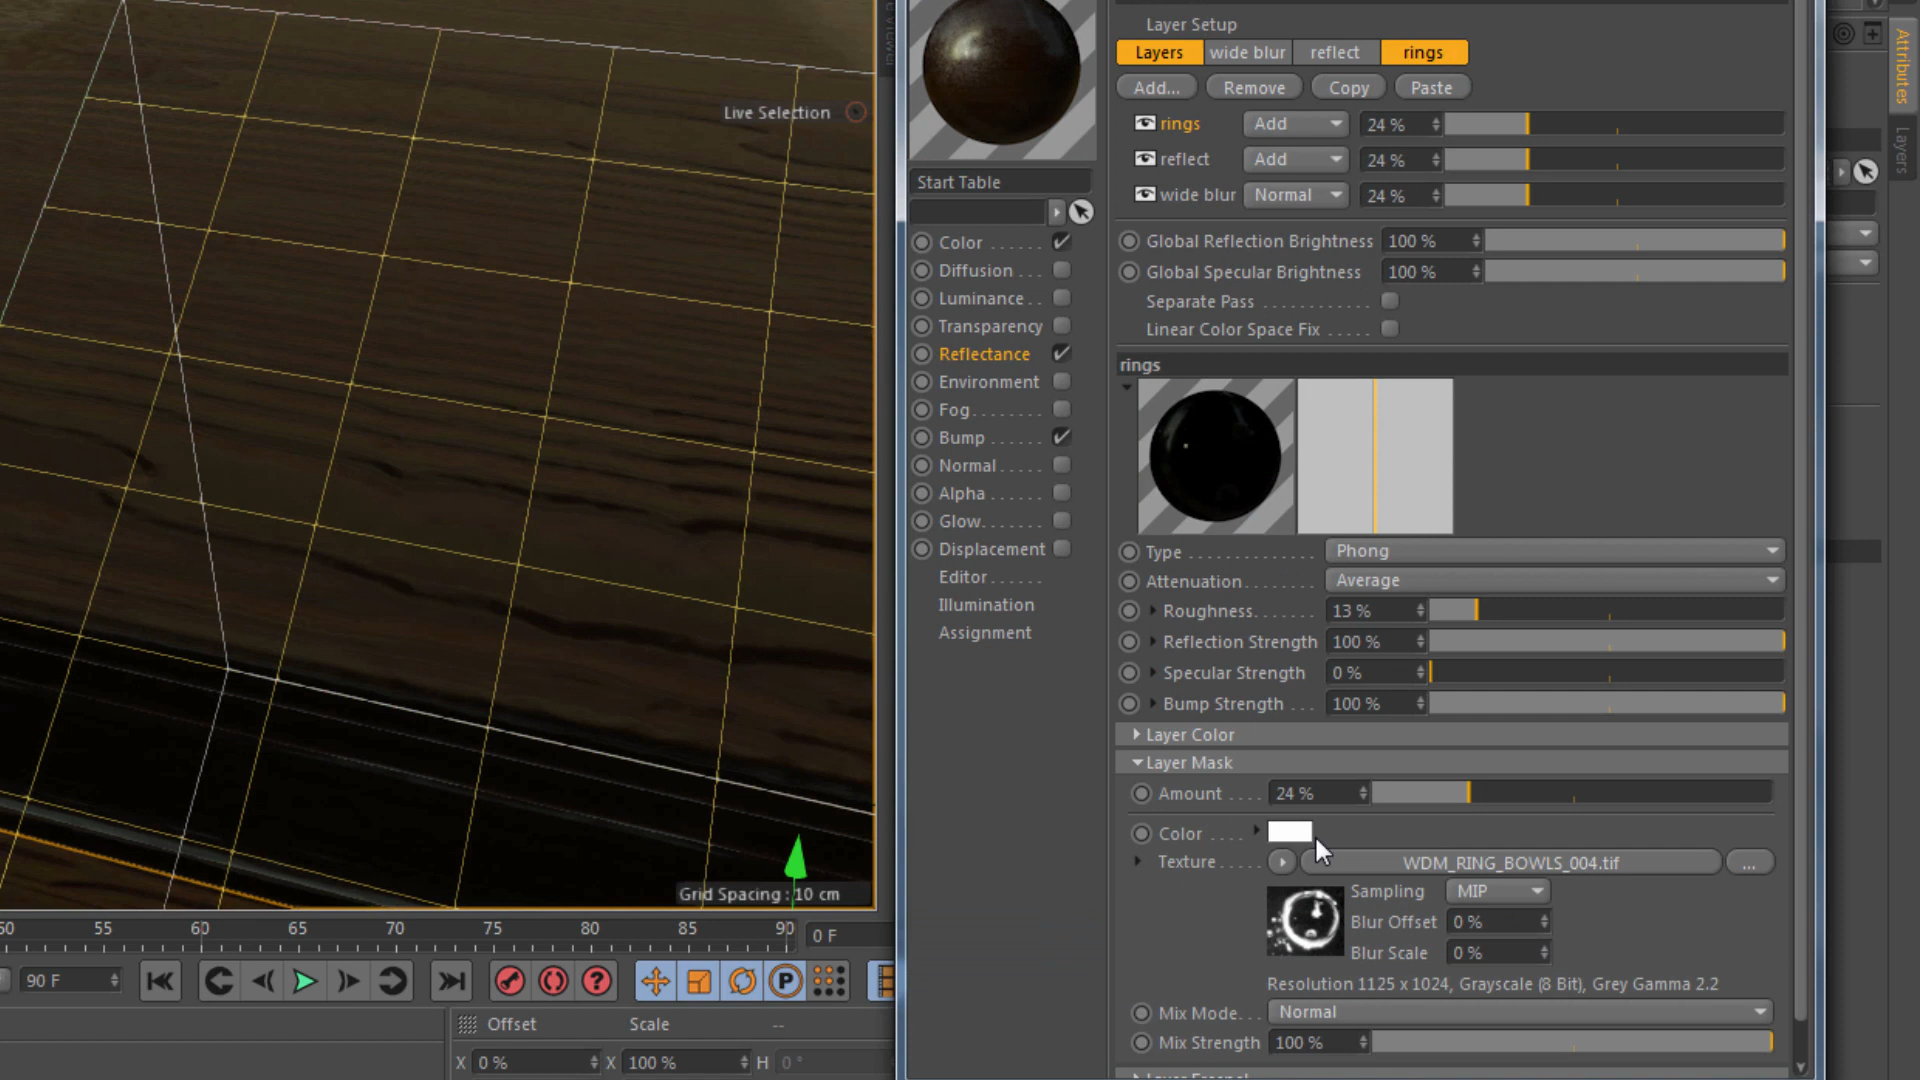 Layer Setup
Layers wide blur reflect rings
Add... Remove Copy Paste
rings Add 24 %
reflect Add 24 %
wide blur Normal 24 %
Live Selection
Start Table
Global Reflection Brightness 100 %
Global Specular Brightness 100 %
Separate Pass . . . . . . . . . . .
Linear Color Space Fix . . . . .
Color . . . . . .
Diffusion . . .
Luminance . .
Transparency
Reflectance
Environment
Fog. . . . . . . .
Bump . . . . . .
Normal . . . . .
Alpha . . . . . .
Glow. . . . . . .
Displacement
Editor . . . . . .
Illumination
Assignment
rings
Type . . . . . . . . . . . . . Phong
Attenuation. . . . . . . . Average
Roughness. . . . . . . 13 %
Reflection Strength 100 %
Specular Strength 0 %
Bump Strength . . . 100 %
Layer Color
Layer Mask
Amount . . . . 24 %
Color . . . .
Texture . . . . . WDM_RING_BOWLS_004.tif ...
Sampling MIP
Blur Offset 0 %
Blur Scale 0 %
Resolution 1125 x 1024, Grayscale (8 Bit), Grey Gamma 2.2
Mix Mode. . . Normal
Mix Strength 100 %
Attributes
Layers
Grid Spacing : 10 cm
50 55 60 65 70 75 80 85 90 0 F
90 F
P
Offset Scale --
X 0 % X 100 % H 0 °